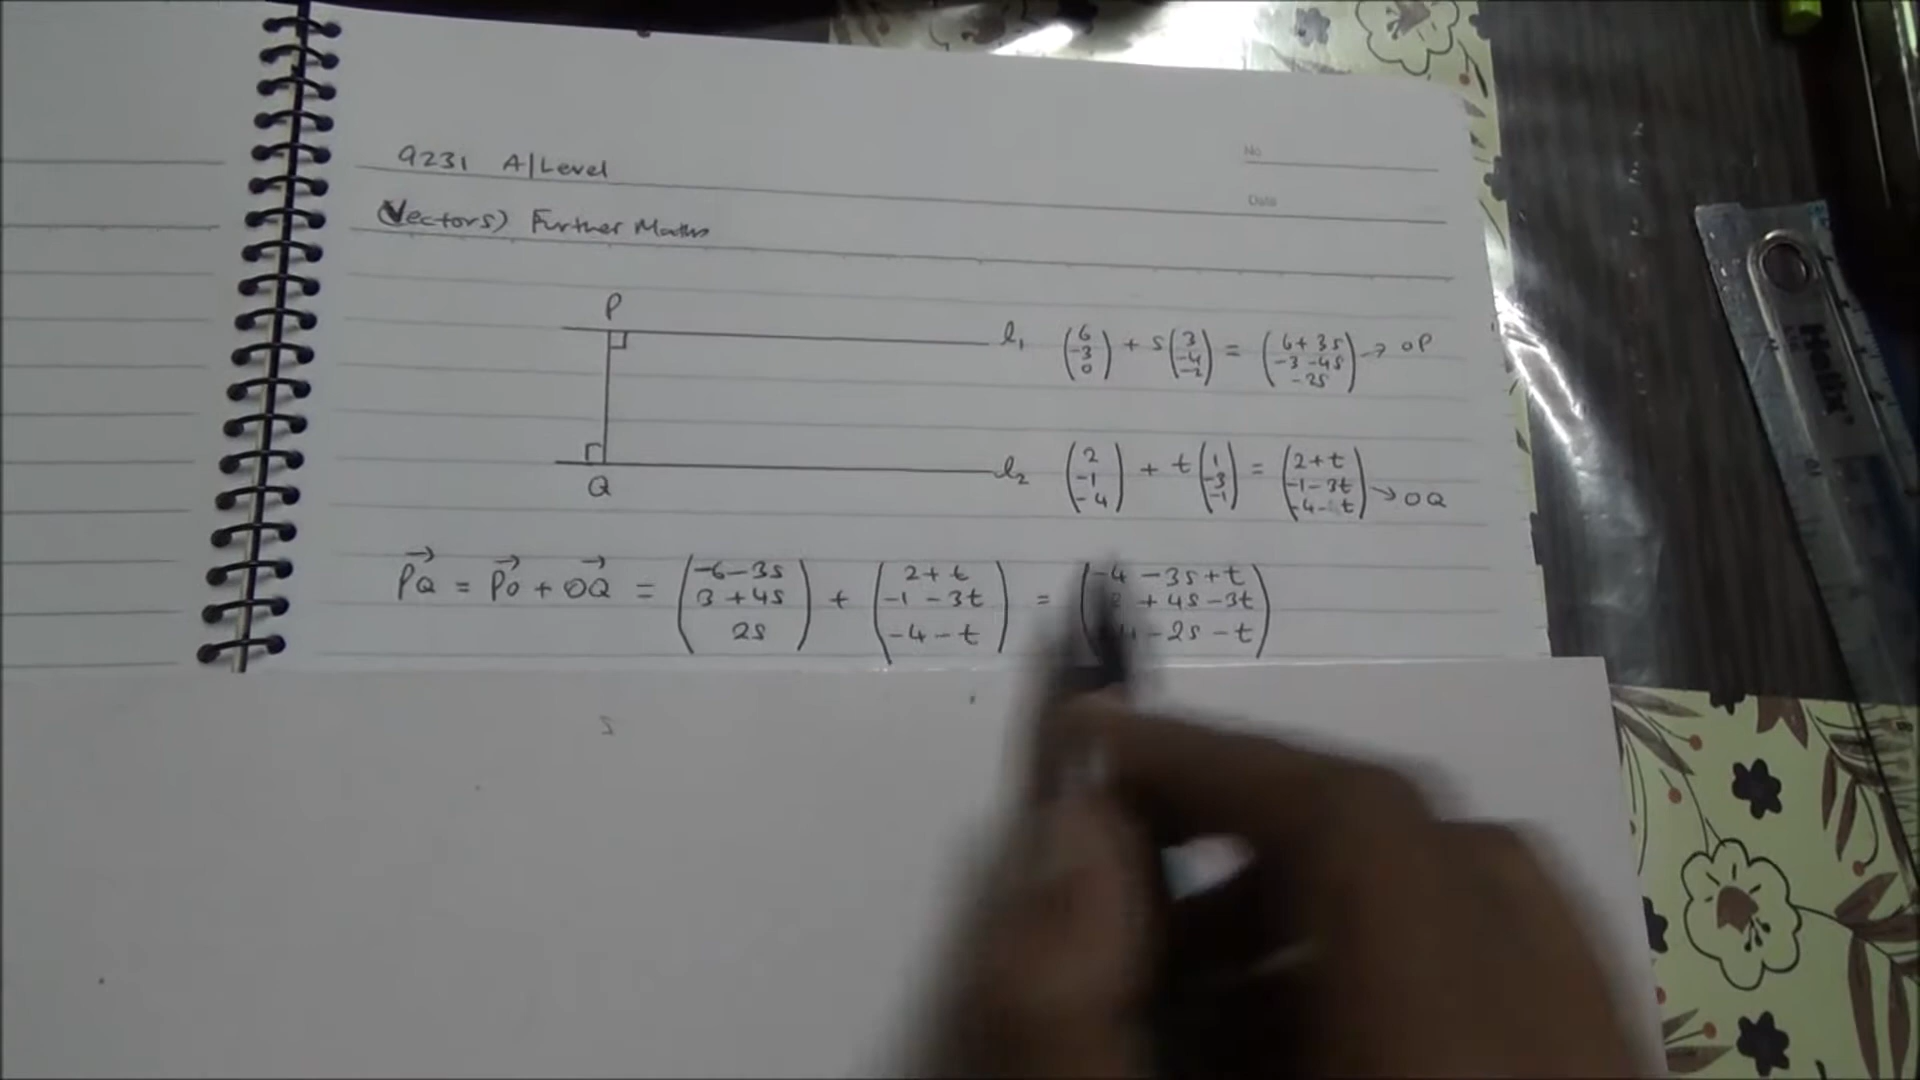 No
9231 A/Level
Date
(Vectors) Further Maths
P
l₁ (6 -3 0) + s(3 -4 -2) = (6+3s -3-4s -2s) → OP
l₂ (2 -1 -4) + t(1 -3 -1) = (2+t -1-3t -4-t) → OQ
Q
PQ = PO + OQ = (-6-3s 3+4s 2s) + (2+t -1-3t -4-t) = (-4-3s+t +4s-3t -2s-t)
Helix